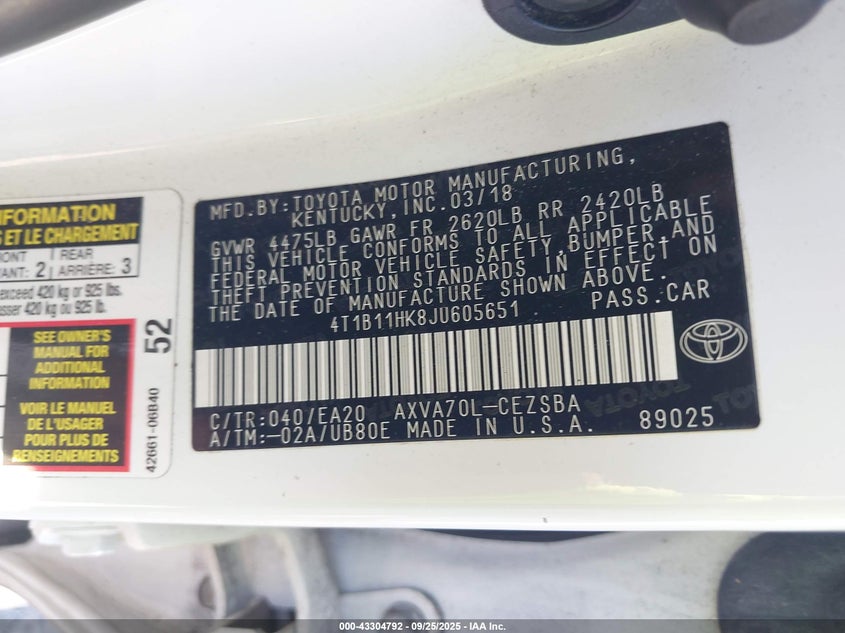 MFD.BY:TOYOTA MOTOR MANUFACTURING,
KENTUCKY, INC.03/18
GVWR 4475LB GAWR FR 2620LB RR 2420LB
THIS VEHICLE CONFORMS TO ALL APPLICABLE
FEDERAL MOTOR VEHICLE SAFETY, BUMPER, AND
THEFT PREVENTION STANDARDS IN EFFECT ON
THE DATE OF MANUFACTURE SHOWN ABOVE.
4T1B11HK8JU605651 PASS.CAR
C/TR:040/EA20 AXVA70L-CEZSBA
A/TM:-02A/UB80E MADE IN U.S.A. 89025
INFORMATION
ET LE CHARGEMENT
REAR
2 ARRIÈRE: 3
exceed 420 kg or 925 lbs.
420 kg ou 925 lb.
SEE OWNER'S
MANUAL FOR
ADDITIONAL
INFORMATION
VOIR LE MANUEL
DE L'USAGER
POUR PLUS DE
RENSEIGNEMENTS
52
42661-06B40
000-43304792 - 09/25/2025 - IAA Inc.